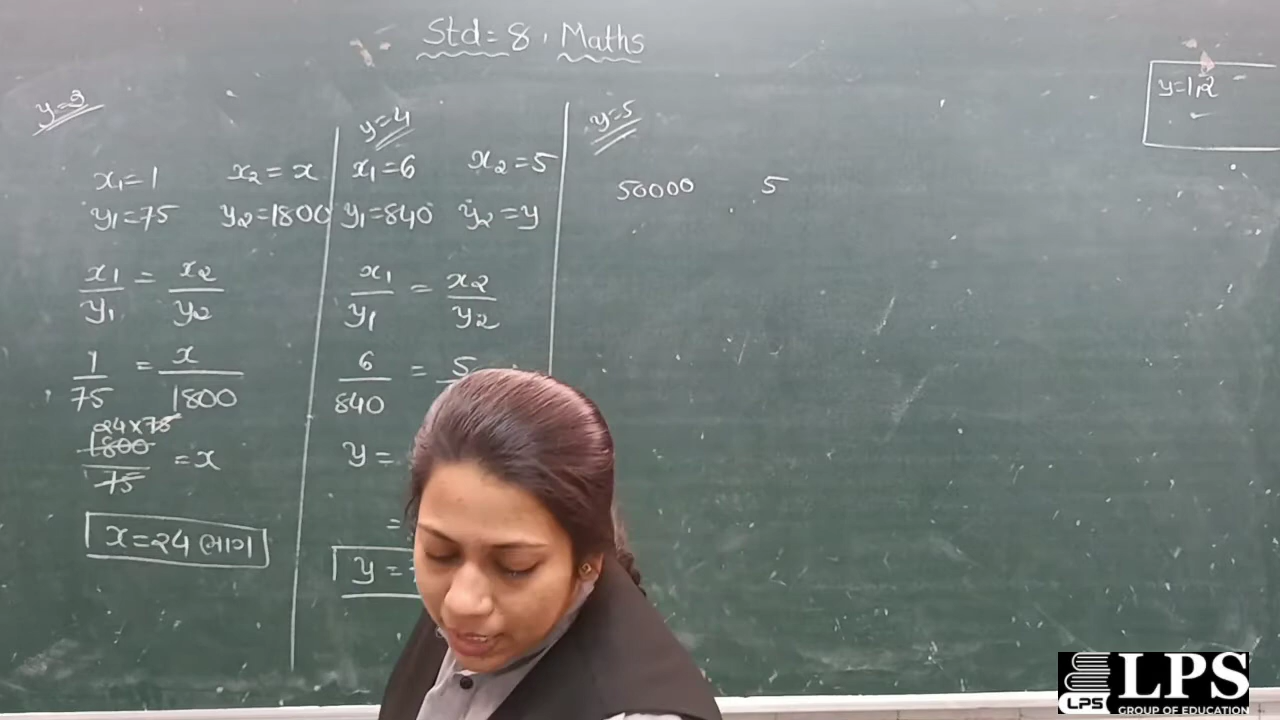 Std = 8, Maths
y=1,2
y=3
x₁=1 x₂=x
y₁=75 y₂=1800
x₁/y₁ = x₂/y₂
1/75 = x/1800
24×75
1800/75 = x
x=24 ભાગ
y=4
x₁=6 x₂=5
y₁=840 y₂=y
x₁/y₁ = x₂/y₂
6/840 = 5
y =
=
y =
y=5
50000 5
LPS
LPS
GROUP OF EDUCATION